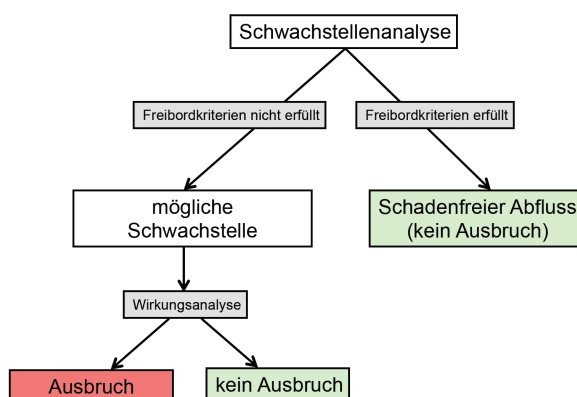 Schwachstellenanalyse
Freibordkriterien nicht erfüllt
Freibordkriterien erfüllt
mögliche
Schwachstelle
Schadenfreier Abfluss
(kein Ausbruch)
Wirkungsanalyse
Ausbruch
kein Ausbruch